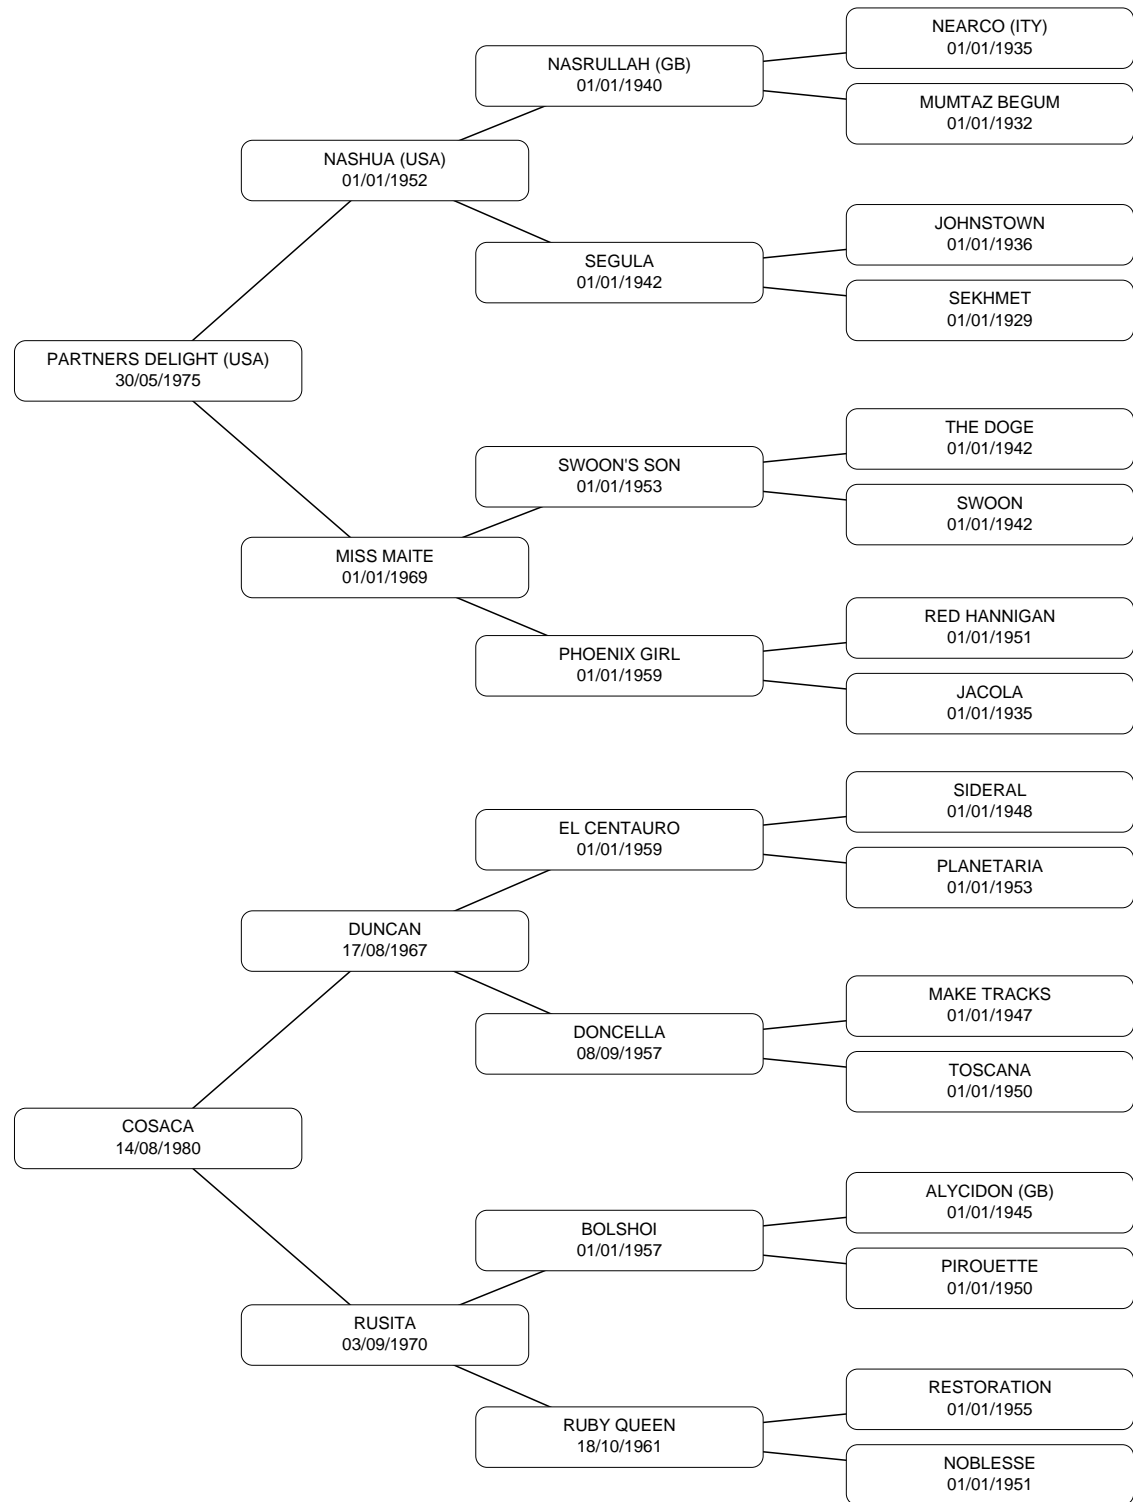 NEARCO (ITY)
01/01/1935
NASRULLAH (GB)
01/01/1940
MUMTAZ BEGUM
01/01/1932
NASHUA (USA)
01/01/1952
JOHNSTOWN
01/01/1936
SEGULA
01/01/1942
SEKHMET
01/01/1929
PARTNERS DELIGHT (USA)
30/05/1975
THE DOGE
01/01/1942
SWOON'S SON
01/01/1953
SWOON
01/01/1942
MISS MAITE
01/01/1969
RED HANNIGAN
01/01/1951
PHOENIX GIRL
01/01/1959
JACOLA
01/01/1935
SIDERAL
01/01/1948
EL CENTAURO
01/01/1959
PLANETARIA
01/01/1953
DUNCAN
17/08/1967
MAKE TRACKS
01/01/1947
DONCELLA
08/09/1957
TOSCANA
01/01/1950
COSACA
14/08/1980
ALYCIDON (GB)
01/01/1945
BOLSHOI
01/01/1957
PIROUETTE
01/01/1950
RUSITA
03/09/1970
RESTORATION
01/01/1955
RUBY QUEEN
18/10/1961
NOBLESSE
01/01/1951